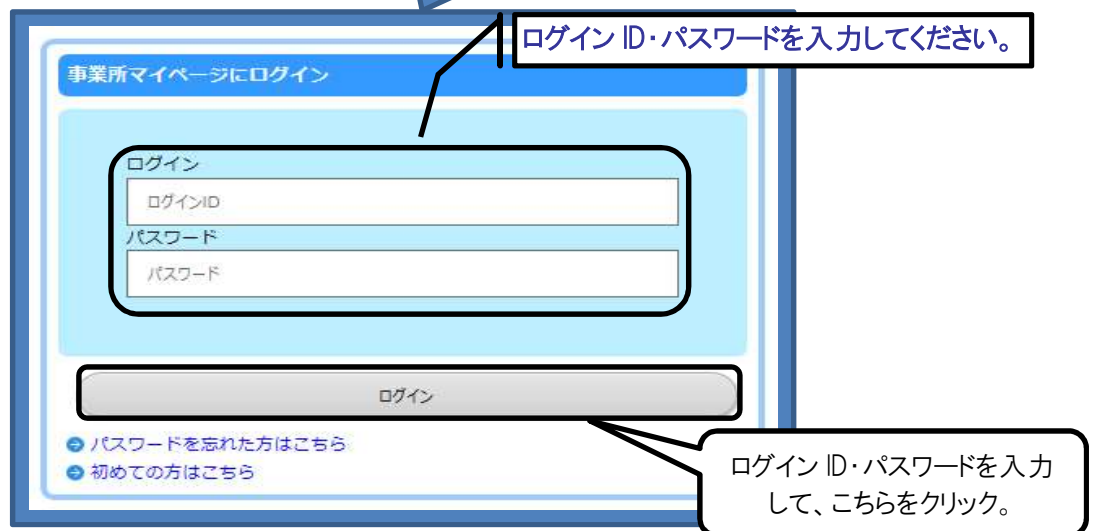 ログイン ID・パスワードを入力してください。
事業所マイページにログイン
ログイン
ログインID
パスワード
パスワード
ログイン
パスワードを忘れた方はこちら
初めての方はこちら
ログイン ID・パスワードを入力
して、こちらをクリック。